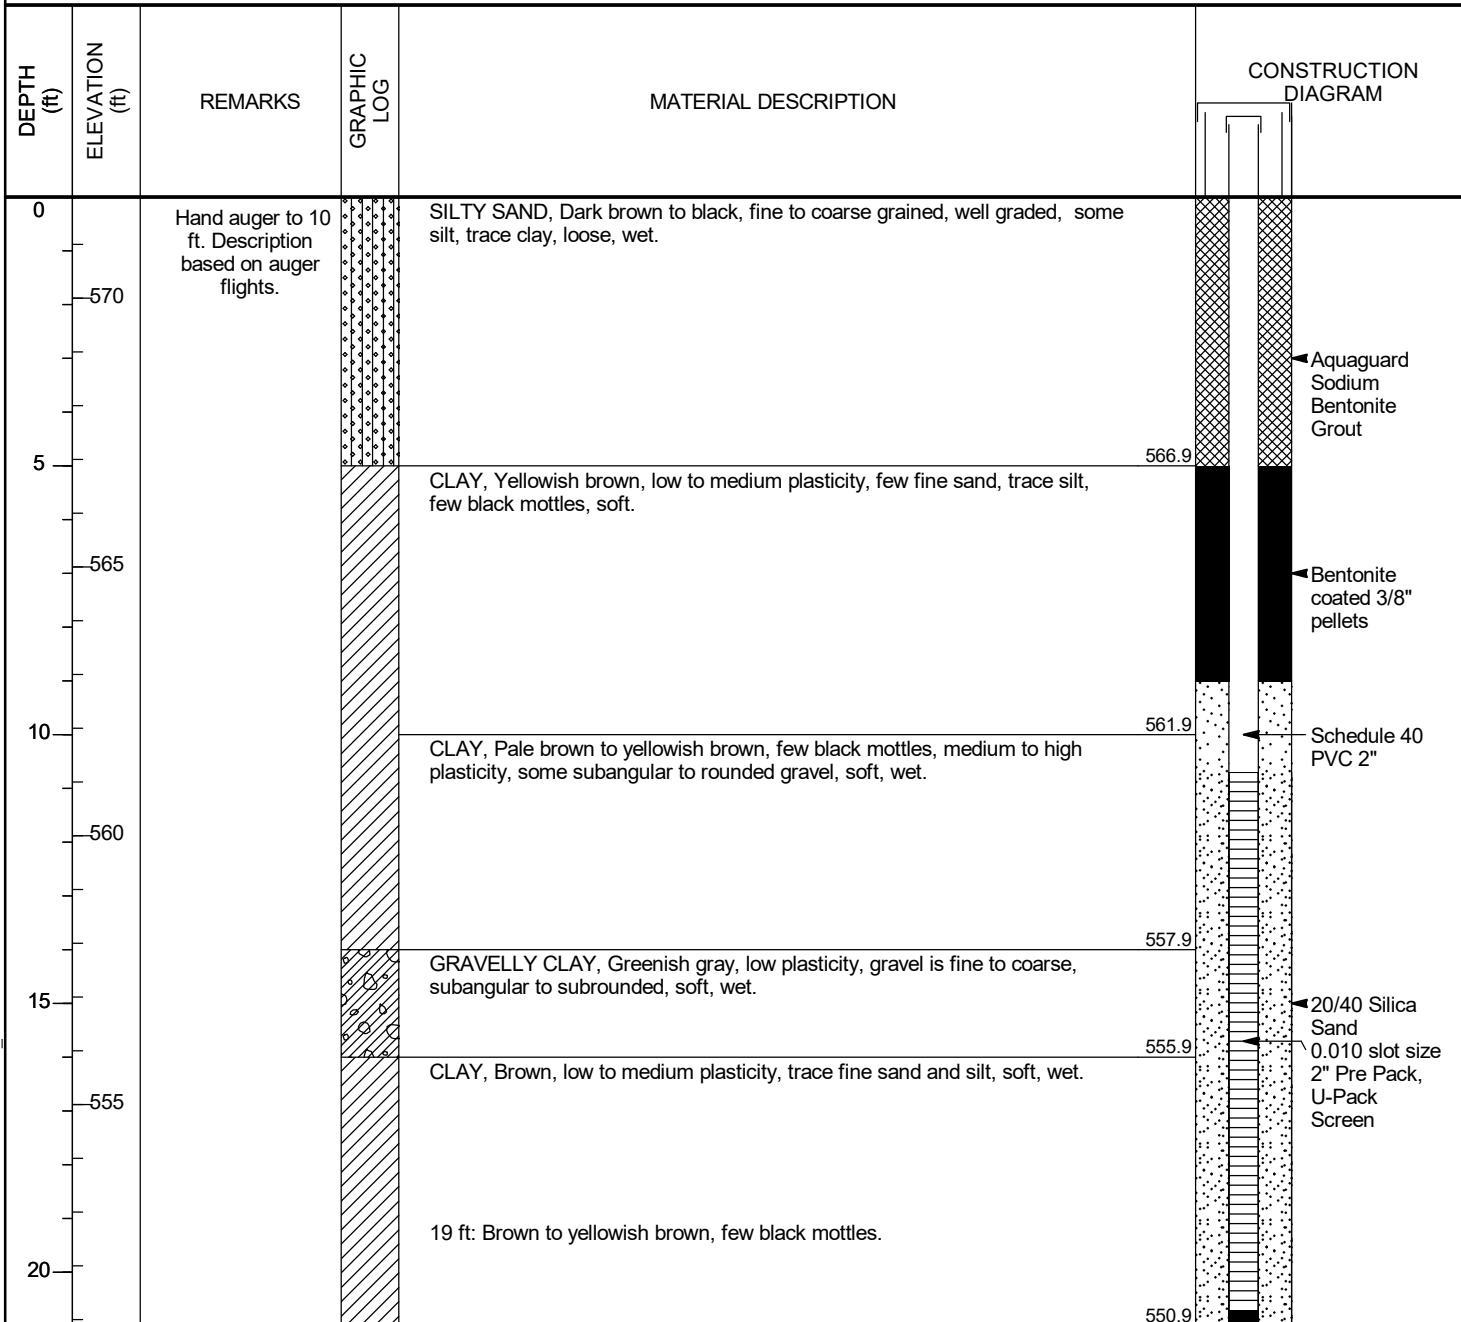 DEPTH
(ft)
ELEVATION
(ft)
REMARKS
GRAPHIC
LOG
MATERIAL DESCRIPTION
CONSTRUCTION
DIAGRAM
0
Hand auger to 10
ft. Description
based on auger
flights.
SILTY SAND, Dark brown to black, fine to coarse grained, well graded, some
silt, trace clay, loose, wet.
570
Aquaguard
Sodium
Bentonite
Grout
566.9
5
CLAY, Yellowish brown, low to medium plasticity, few fine sand, trace silt,
few black mottles, soft.
565
Bentonite
coated 3/8"
pellets
561.9
10
CLAY, Pale brown to yellowish brown, few black mottles, medium to high
plasticity, some subangular to rounded gravel, soft, wet.
Schedule 40
PVC 2"
560
557.9
GRAVELLY CLAY, Greenish gray, low plasticity, gravel is fine to coarse,
subangular to subrounded, soft, wet.
15
20/40 Silica
Sand
0.010 slot size
2" Pre Pack,
U-Pack
Screen
555.9
CLAY, Brown, low to medium plasticity, trace fine sand and silt, soft, wet.
555
19 ft: Brown to yellowish brown, few black mottles.
20
550.9